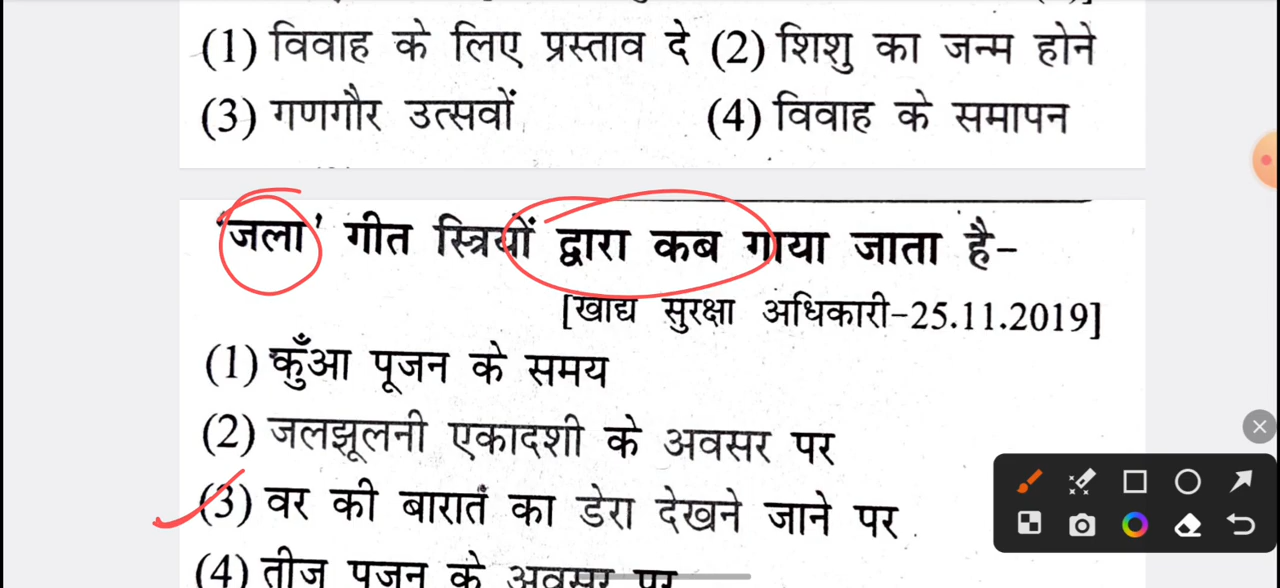 (1) विवाह के लिए प्रस्ताव दे (2) शिशु का जन्म होने
(3) गणगौर उत्सवों (4) विवाह के समापन
'जला' गीत स्त्रियों द्वारा कब गाया जाता है-
[खाद्य सुरक्षा अधिकारी-25.11.2019]
(1) कुँआ पूजन के समय
(2) जलझूलनी एकादशी के अवसर पर
(3) वर की बारात का डेरा देखने जाने पर
(4) तीज पूजन के अवसर पर